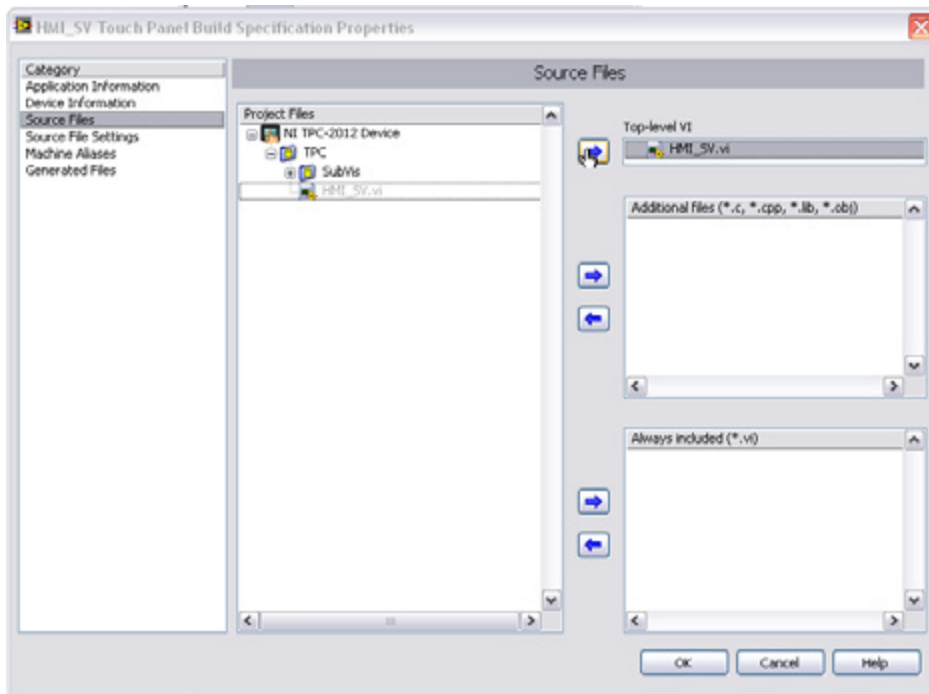 HMI_SV Touch Panel Build Specification Properties
Category
Application Information
Device Information
Source Files
Source File Settings
Machine Aliases
Generated Files
Source Files
Project Files
NI TPC-2012 Device
TPC
SubVIs
HMI_SV.vi
Top-level VI
HMI_SV.vi
Additional files (*.c, *.cpp, *.lib, *.obj)
Always included (*.vi)
OK
Cancel
Help